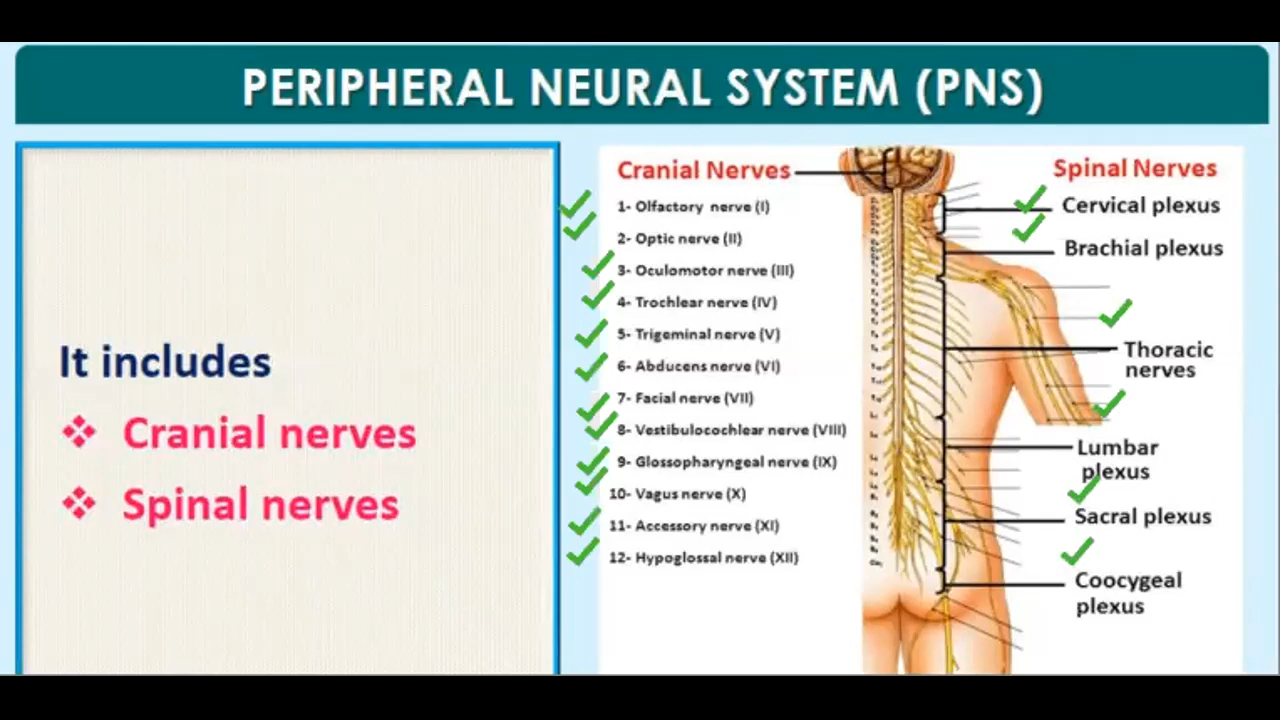 PERIPHERAL NEURAL SYSTEM (PNS)
It includes
❖ Cranial nerves
❖ Spinal nerves
Cranial Nerves
1- Olfactory nerve (I)
2- Optic nerve (II)
3- Oculomotor nerve (III)
4- Trochlear nerve (IV)
5- Trigeminal nerve (V)
6- Abducens nerve (VI)
7- Facial nerve (VII)
8- Vestibulocochlear nerve (VIII)
9- Glossopharyngeal nerve (IX)
10- Vagus nerve (X)
11- Accessory nerve (XI)
12- Hypoglossal nerve (XII)
Spinal Nerves
Cervical plexus
Brachial plexus
Thoracic
nerves
Lumbar
plexus
Sacral plexus
Coocygeal
plexus